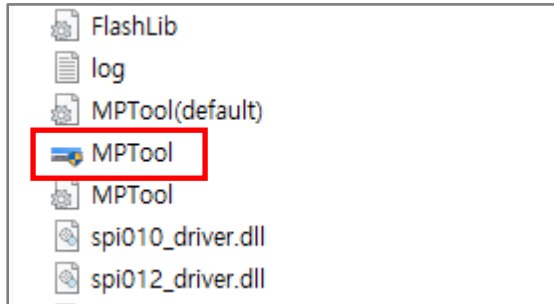 FlashLib
log
MPTool(default)
MPTool
MPTool
spi010_driver.dll
spi012_driver.dll